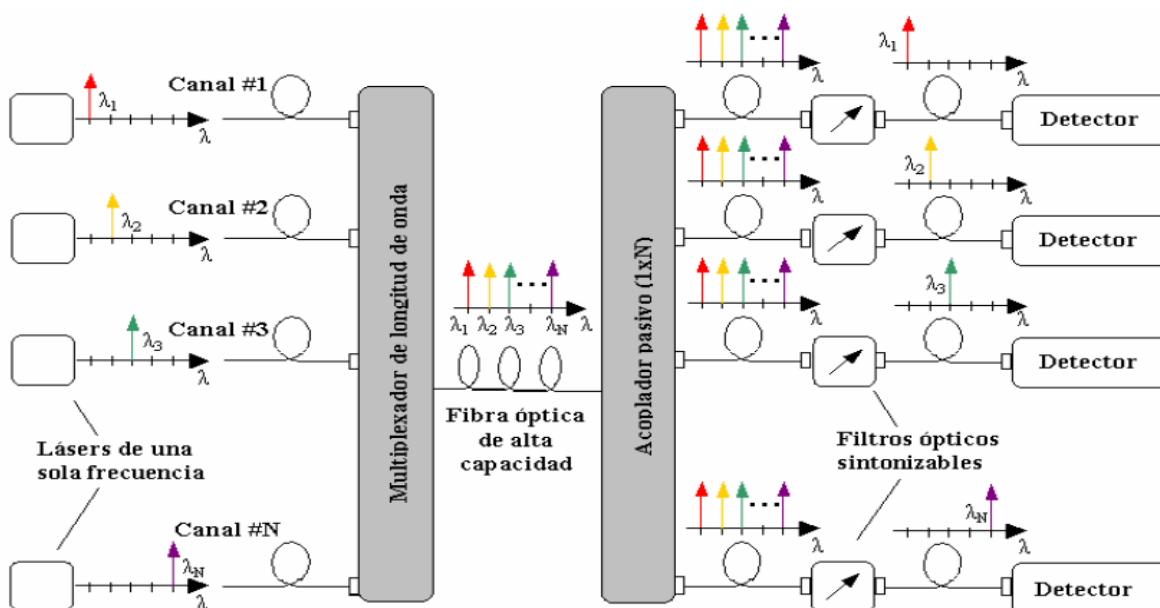 Canal #1
λ1
λ
Canal #2
λ2
λ
Canal #3
λ3
λ
Lásers de una
sola frecuencia
Canal #N
λN
λ
Multiplexador de longitud de onda
λ1 λ2 λ3 λN λ
Fibra óptica
de alta
capacidad
Acoplador pasivo (1xN)
λ
λ1
λ
Detector
λ
λ2
λ
Detector
λ
λ3
λ
Detector
Filtros ópticos
sintonizables
λ
λN
λ
Detector